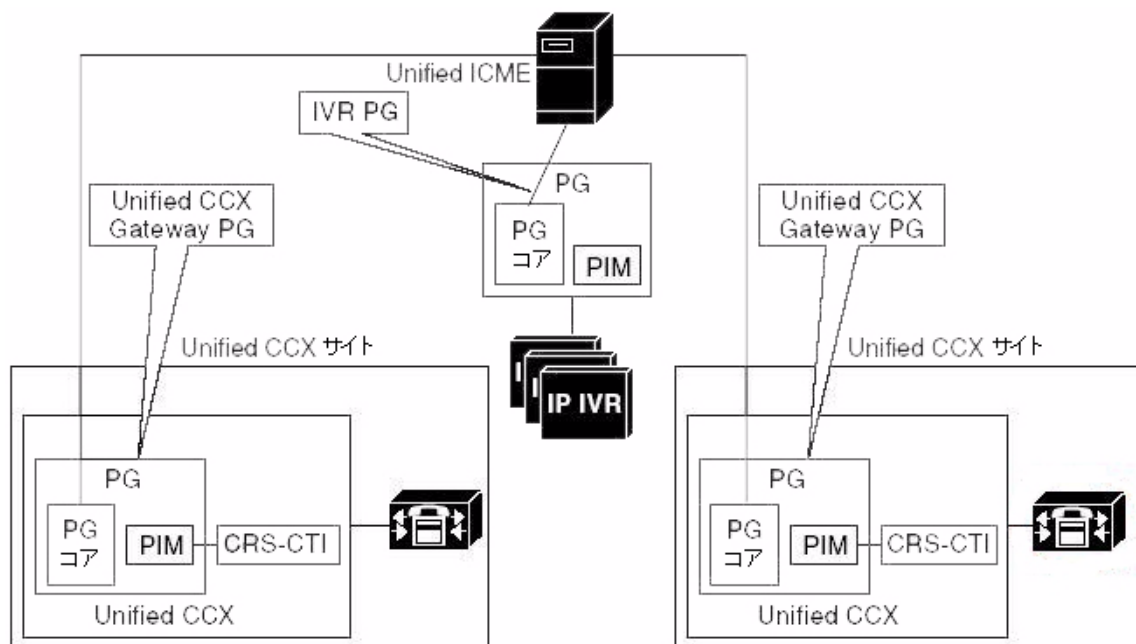 Unified ICME
IVR PG
PG
PG
コア
PIM
IP IVR
Unified CCX
Gateway PG
Unified CCX サイト
PG
PG
コア
PIM
CRS-CTI
Unified CCX
Unified CCX
Gateway PG
Unified CCX サイト
PG
PG
コア
PIM
CRS-CTI
Unified CCX